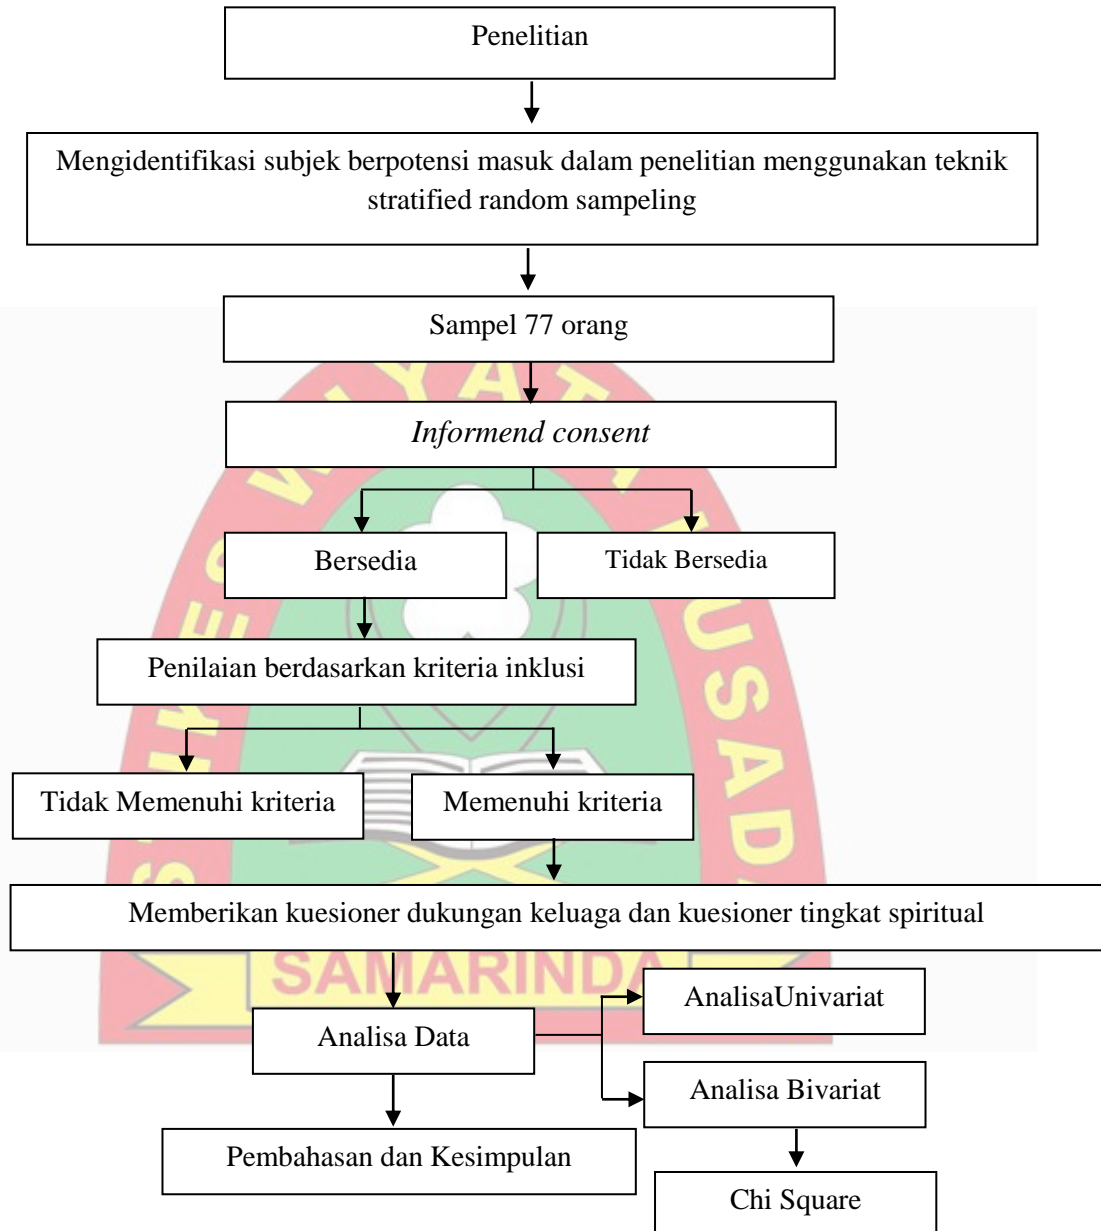 Penelitian
Mengidentifikasi subjek berpotensi masuk dalam penelitian menggunakan teknik
stratified random sampeling
Sampel 77 orang
Informend consent
Bersedia
Tidak Bersedia
Penilaian berdasarkan kriteria inklusi
Tidak Memenuhi kriteria
Memenuhi kriteria
Memberikan kuesioner dukungan keluaga dan kuesioner tingkat spiritual
SAMARINDA
AnalisaUnivariat
Analisa Data
Analisa Bivariat
Pembahasan dan Kesimpulan
Chi Square